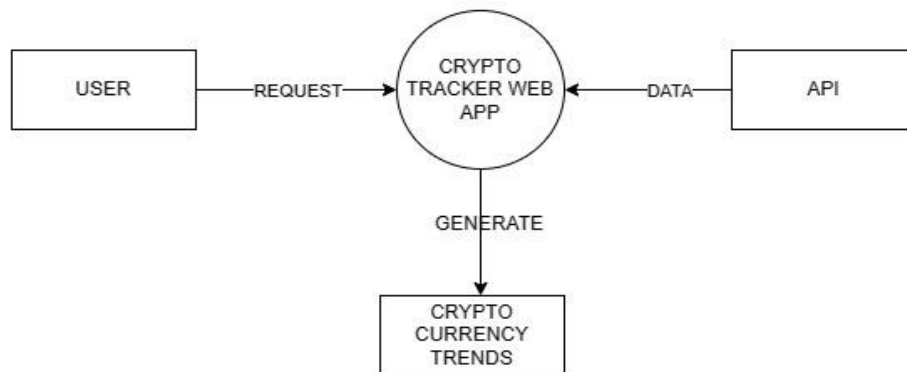 USER
REQUEST
CRYPTO
TRACKER WEB
APP
DATA
API
GENERATE
CRYPTO
CURRENCY
TRENDS